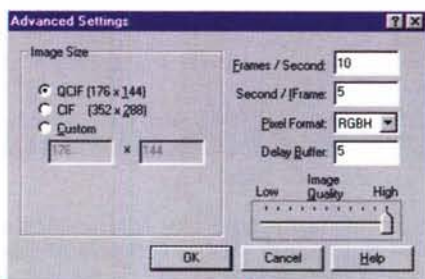 Advanced Settings
Image Size
QCIF (176 x 144)
CIF (352 x 288)
Custom
176 x 144
Frames / Second: 10
Second / IFrame: 5
Pixel Format: RGBH
Delay Buffer: 5
Image
Low Quality High
OK Cancel Help